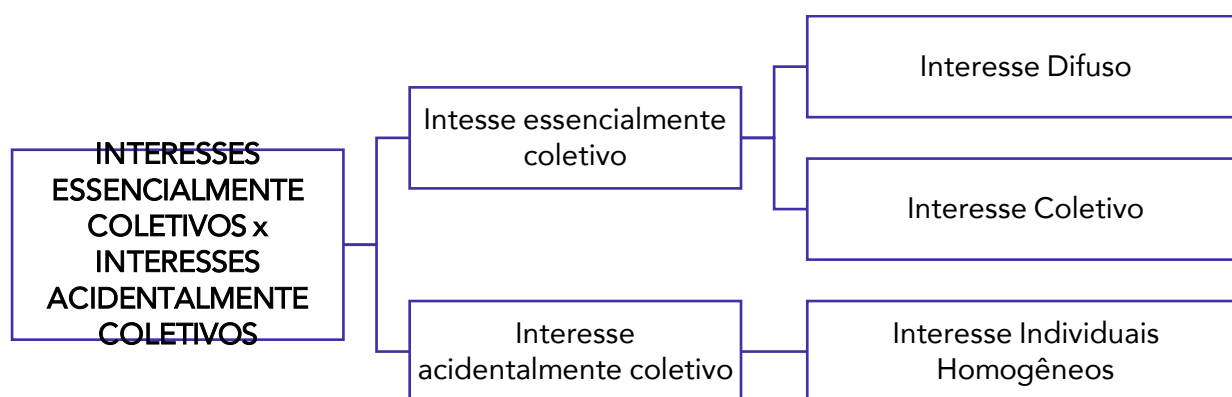 INTERESSES
ESSENCIALMENTE
COLETIVOS x
INTERESSES
ACIDENTALMENTE
COLETIVOS
Intesse essencialmente
coletivo
Interesse Difuso
Interesse Coletivo
Interesse
acidentalmente coletivo
Interesse Individuais
Homogêneos